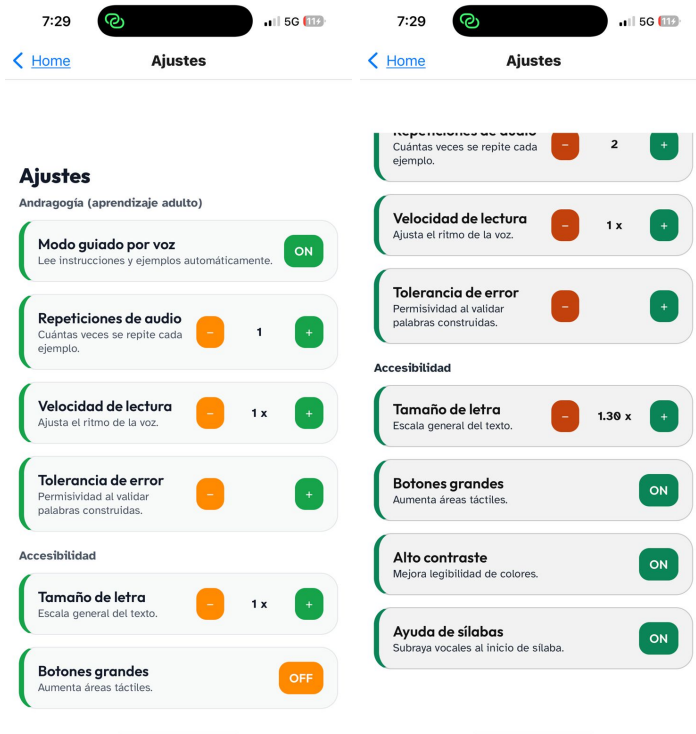 7:29
5G 11
Home
Ajustes
Ajustes
Andragogía (aprendizaje adulto)
Modo guiado por voz
Lee instrucciones y ejemplos automáticamente.
ON
Repeticiones de audio
Cuántas veces se repite cada
ejemplo.
− 1 +
Velocidad de lectura
Ajusta el ritmo de la voz.
− 1 x +
Tolerancia de error
Permisividad al validar
palabras construidas.
− +
Accesibilidad
Tamaño de letra
Escala general del texto.
− 1 x +
Botones grandes
Aumenta áreas táctiles.
OFF
7:29
5G 11
Home
Ajustes
Repeticiones de audio
Cuántas veces se repite cada
ejemplo.
− 2 +
Velocidad de lectura
Ajusta el ritmo de la voz.
− 1 x +
Tolerancia de error
Permisividad al validar
palabras construidas.
− +
Accesibilidad
Tamaño de letra
Escala general del texto.
− 1.30 x +
Botones grandes
Aumenta áreas táctiles.
ON
Alto contraste
Mejora legibilidad de colores.
ON
Ayuda de sílabas
Subraya vocales al inicio de sílaba.
ON